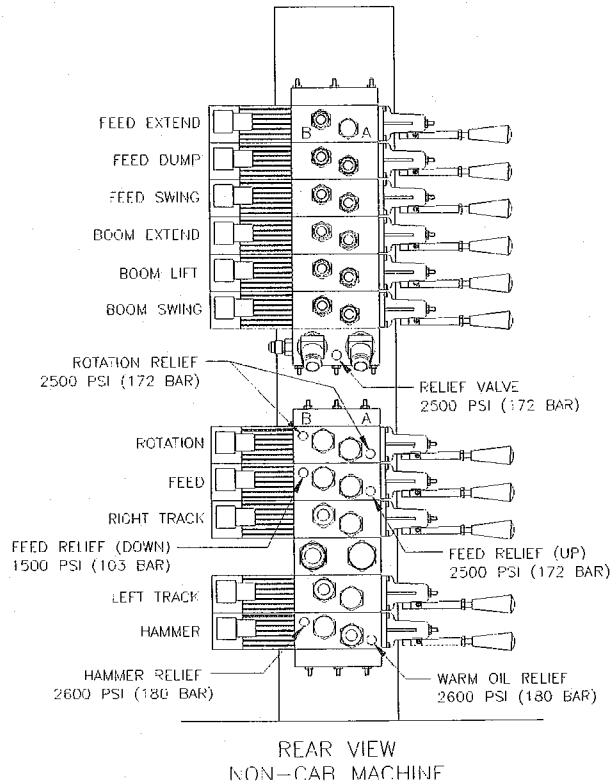 FEED EXTEND
B A
FEED DUMP
FEED SWING
BOOM EXTEND
BOOM LIFT
BOOM SWING
ROTATION RELIEF
2500 PSI (172 BAR)
RELIEF VALVE
2500 PSI (172 BAR)
B A
ROTATION
FEED
RIGHT TRACK
FEED RELIEF (DOWN)
1500 PSI (103 BAR)
FEED RELIEF (UP)
2500 PSI (172 BAR)
LEFT TRACK
HAMMER
HAMMER RELIEF
2600 PSI (180 BAR)
WARM OIL RELIEF
2600 PSI (180 BAR)
REAR VIEW
NON-CAB MACHINE